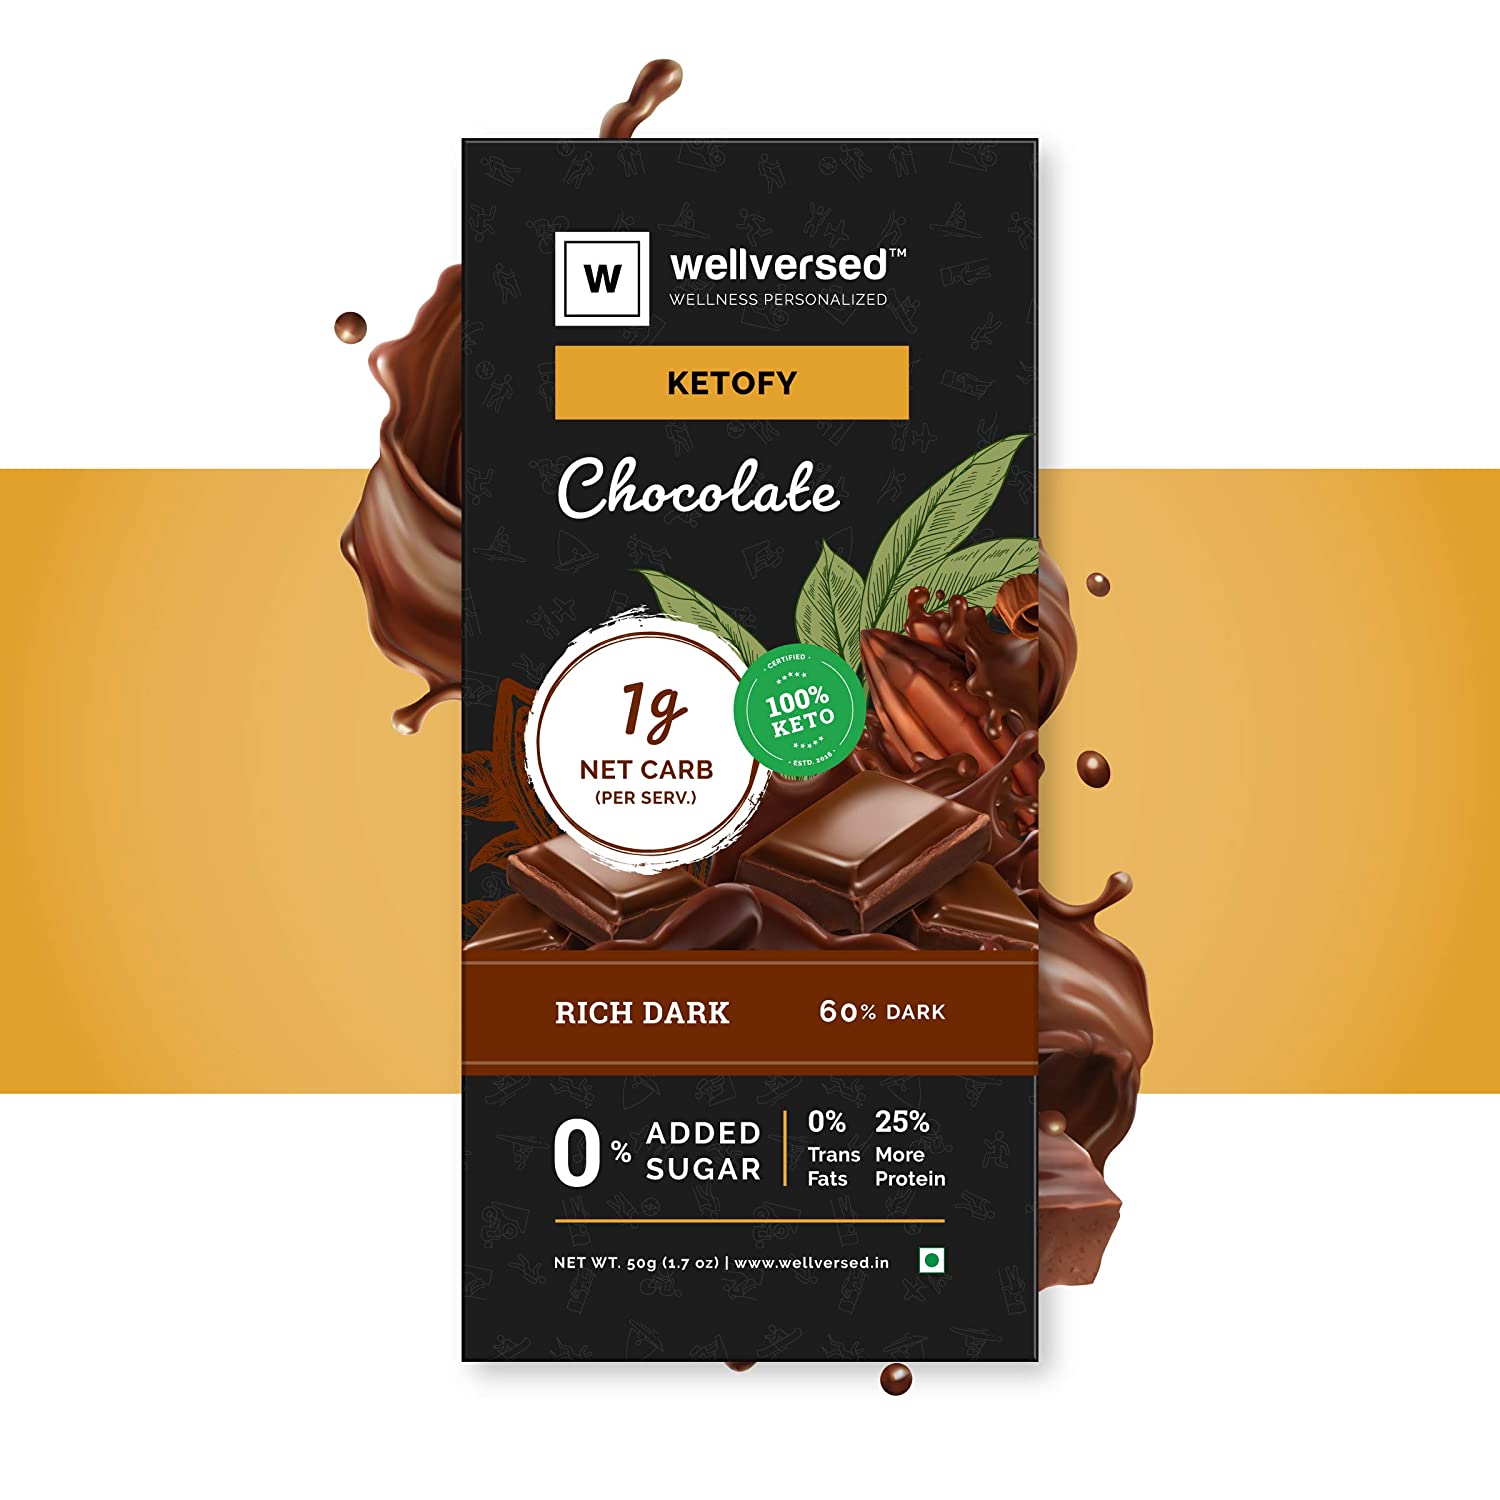 W
wellversed™
WELLNESS PERSONALIZED
KETOFY
Chocolate
1g
NET CARB
(PER SERV.)
· CERTIFIED ·
100%
KETO
· ESTD. 2016 ·
RICH DARK
60% DARK
0%
ADDED
SUGAR
0%
Trans
Fats
25%
More
Protein
NET WT. 50g (1.7 oz) | www.wellversed.in